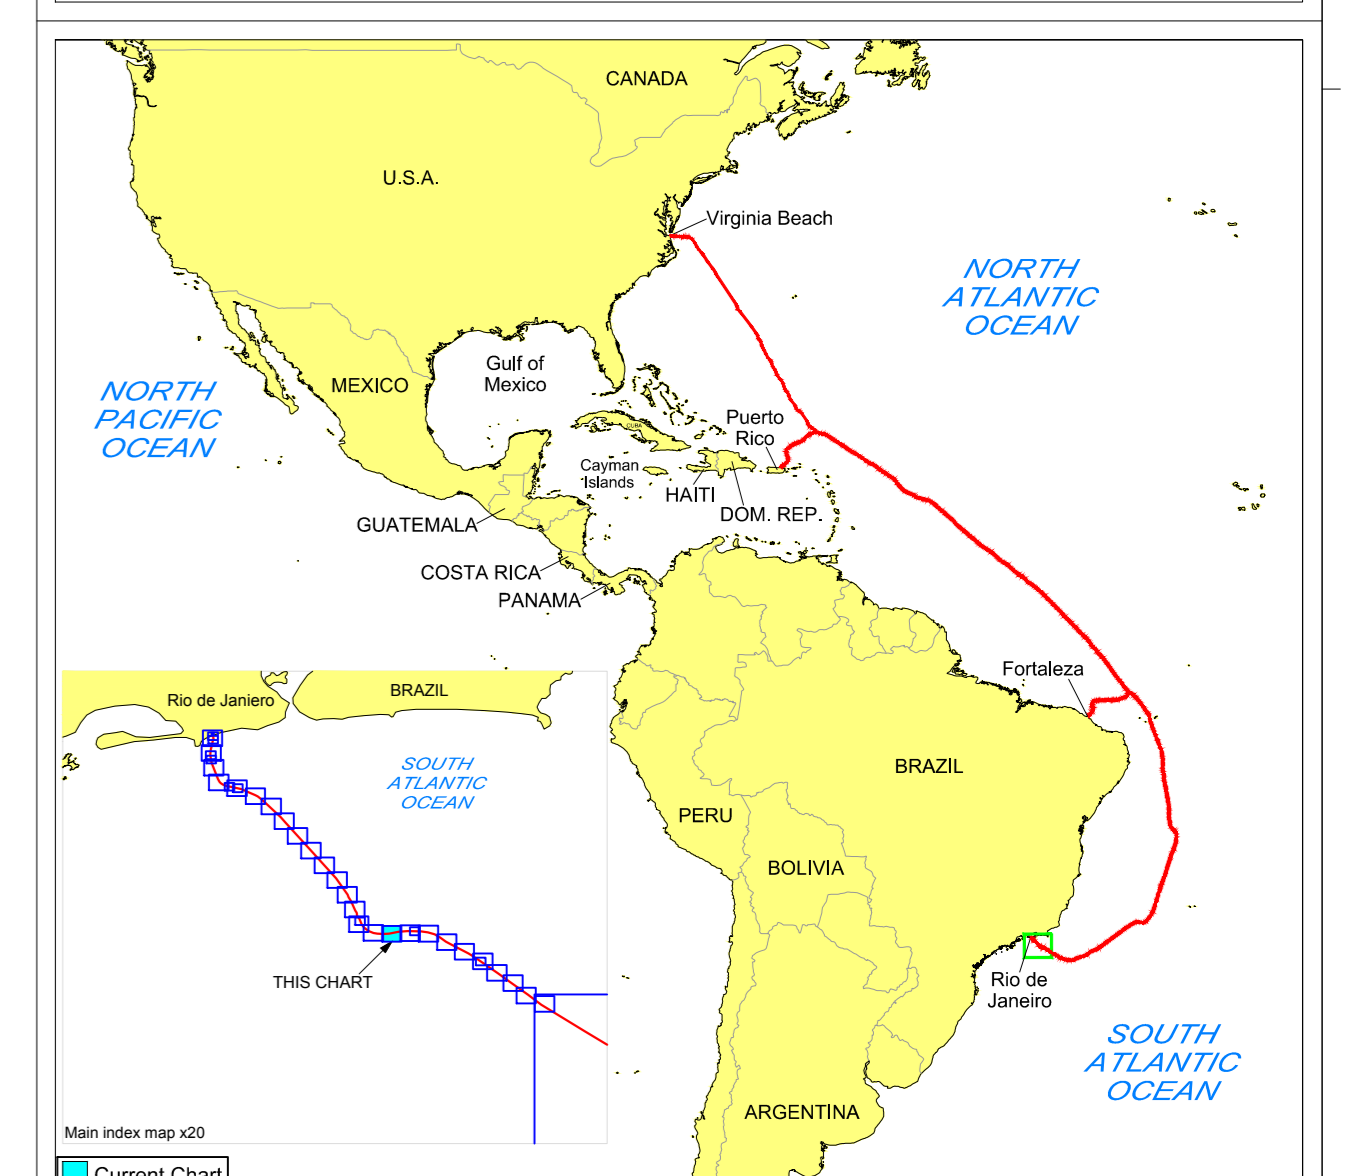 CANADA
U.S.A.
Virginia Beach
NORTH
ATLANTIC
OCEAN
Gulf of
Mexico
MEXICO
NORTH
PACIFIC
OCEAN
Puerto
Rico
CUBA
Cayman
Islands
HAITI
DOM. REP.
GUATEMALA
COSTA RICA
PANAMA
Fortaleza
BRAZIL
PERU
BOLIVIA
Rio de
Janeiro
SOUTH
ATLANTIC
OCEAN
ARGENTINA
Rio de Janiero
BRAZIL
SOUTH
ATLANTIC
OCEAN
THIS CHART
Main index map x20
Current Chart